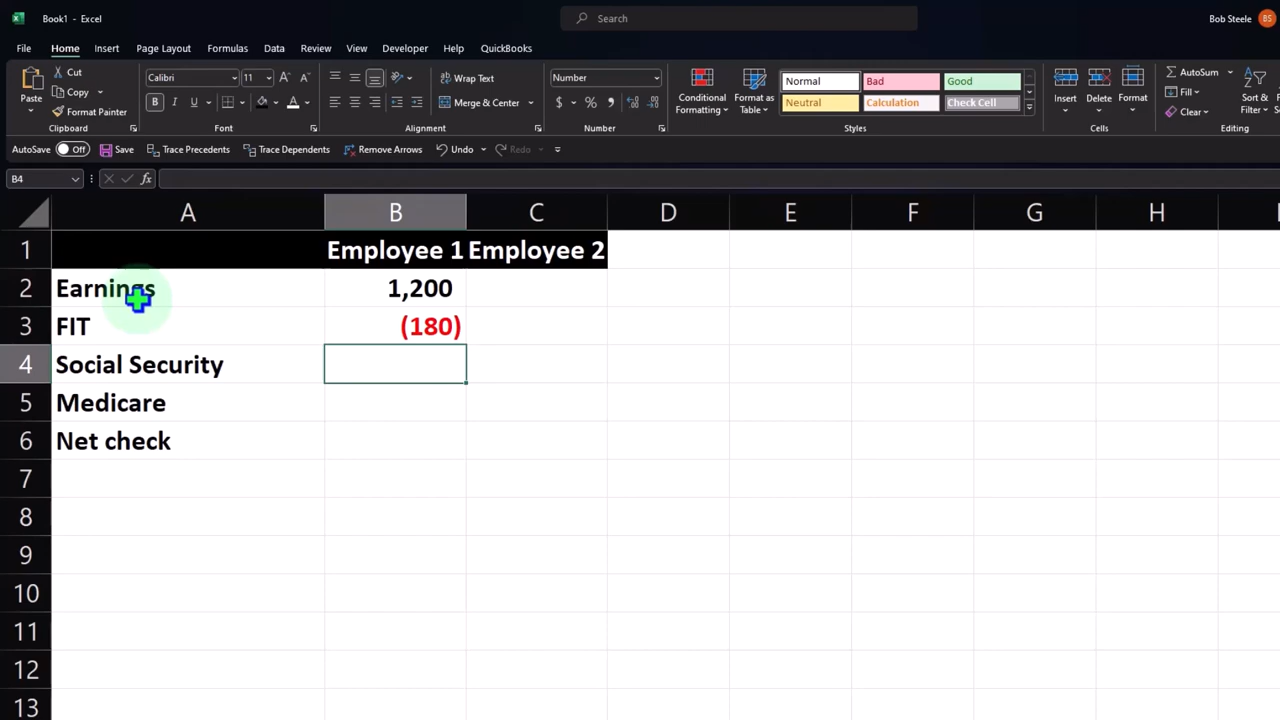 Book1 - Excel
Search
Bob Steele
BS
File Home Insert Page Layout Formulas Data Review View Developer Help QuickBooks
Paste
Cut
Copy
Format Painter
Clipboard
Calibri 11
B I U
Font
Wrap Text
Merge & Center
Alignment
Number
$ % 9
Number
Conditional Formatting
Format as Table
Normal Bad Good
Neutral Calculation Check Cell
Styles
Insert Delete Format
Cells
AutoSum
Fill
Clear
Sort & Filter
Editing
AutoSave Off Save Trace Precedents Trace Dependents Remove Arrows Undo Redo
B4 fx
A B C D E F G H
1 Employee 1 Employee 2
2 Earnings 1,200
3 FIT (180)
4 Social Security
5 Medicare
6 Net check
7
8
9
10
11
12
13